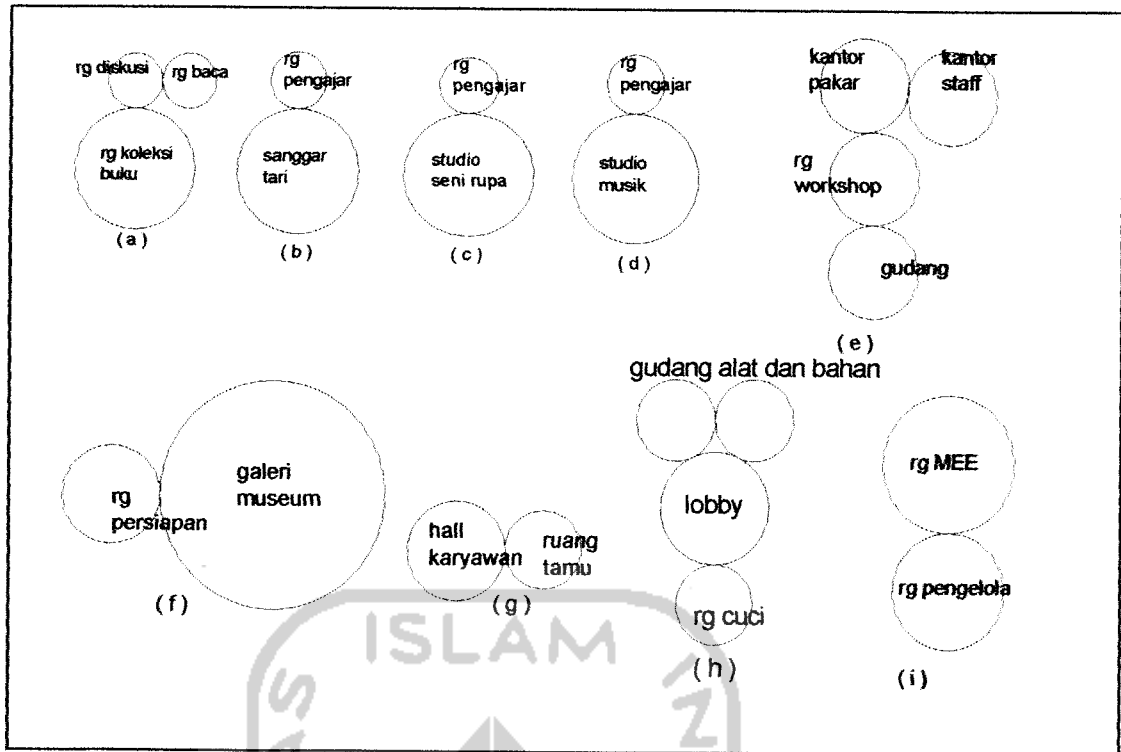 rg diskusi
rg baca
rg koleksi
buku
( a )
rg
pengajar
sanggar
tari
( b )
rg
pengajar
studio
seni rupa
( c )
rg
pengajar
studio
musik
( d )
kantor
pakar
kantor
staff
rg
workshop
gudang
( e )
rg
persiapan
galeri
museum
( f )
hall
karyawan
ruang
tamu
( g )
gudang alat dan bahan
lobby
rg cuci
( h )
rg MEE
rg pengelola
( i )
ISLAM